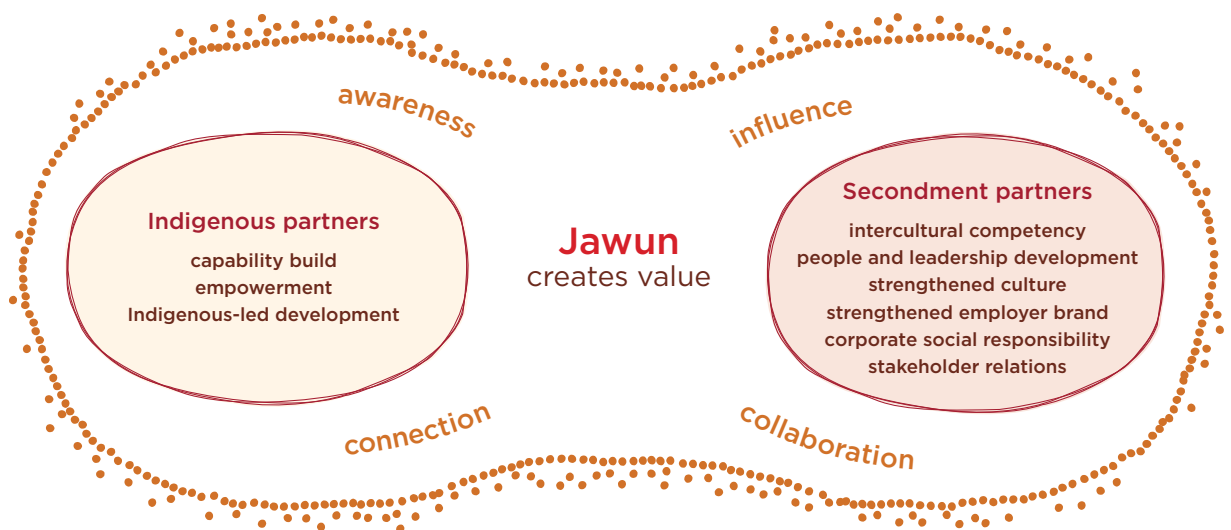 awareness
influence
Indigenous partners
capability build
empowerment
Indigenous-led development
Jawun
creates value
Secondment partners
intercultural competency
people and leadership development
strengthened culture
strengthened employer brand
corporate social responsibility
stakeholder relations
connection
collaboration